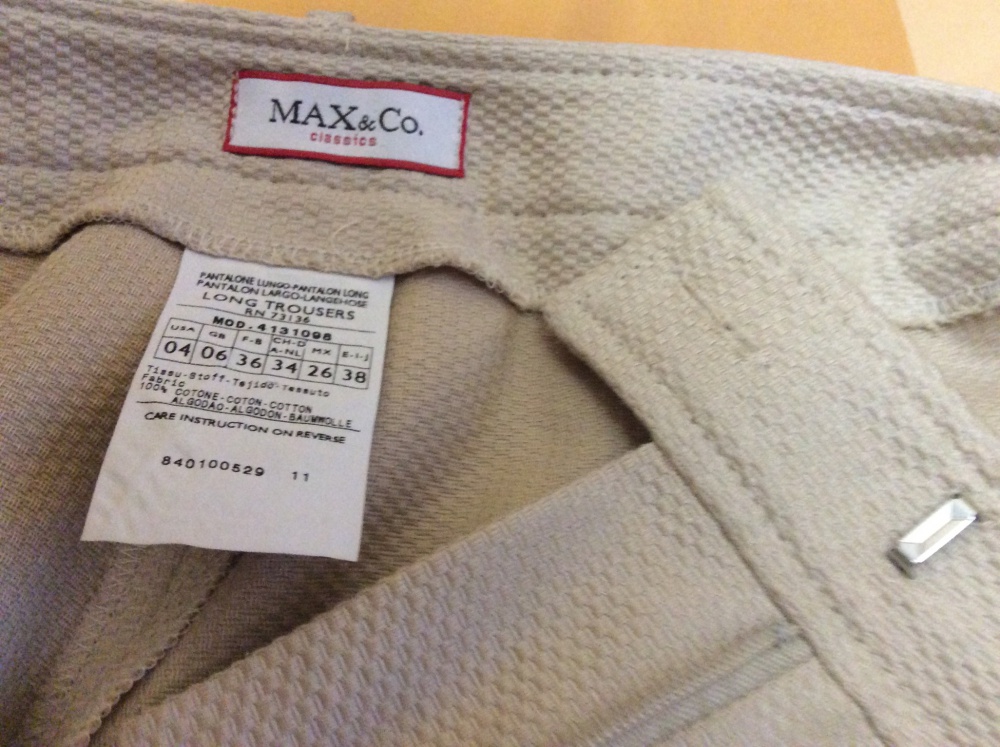 MAX&Co.
classics
PANTALONE LUNGO-PANTALON LONG
PANTALON LARGO-LANGEHOSE
LONG TROUSERS
RN 73136
MOD.4131098
USA GB F-B CH-D A-NL MX E-I-J
04 06 36 34 26 38
Tissu-Stoff-Tejido-Tessuto
Fabric
100% COTONE-COTON-COTTON
ALGODAO-ALGODON-BAUMWOLLE
CARE INSTRUCTION ON REVERSE
840100529 11